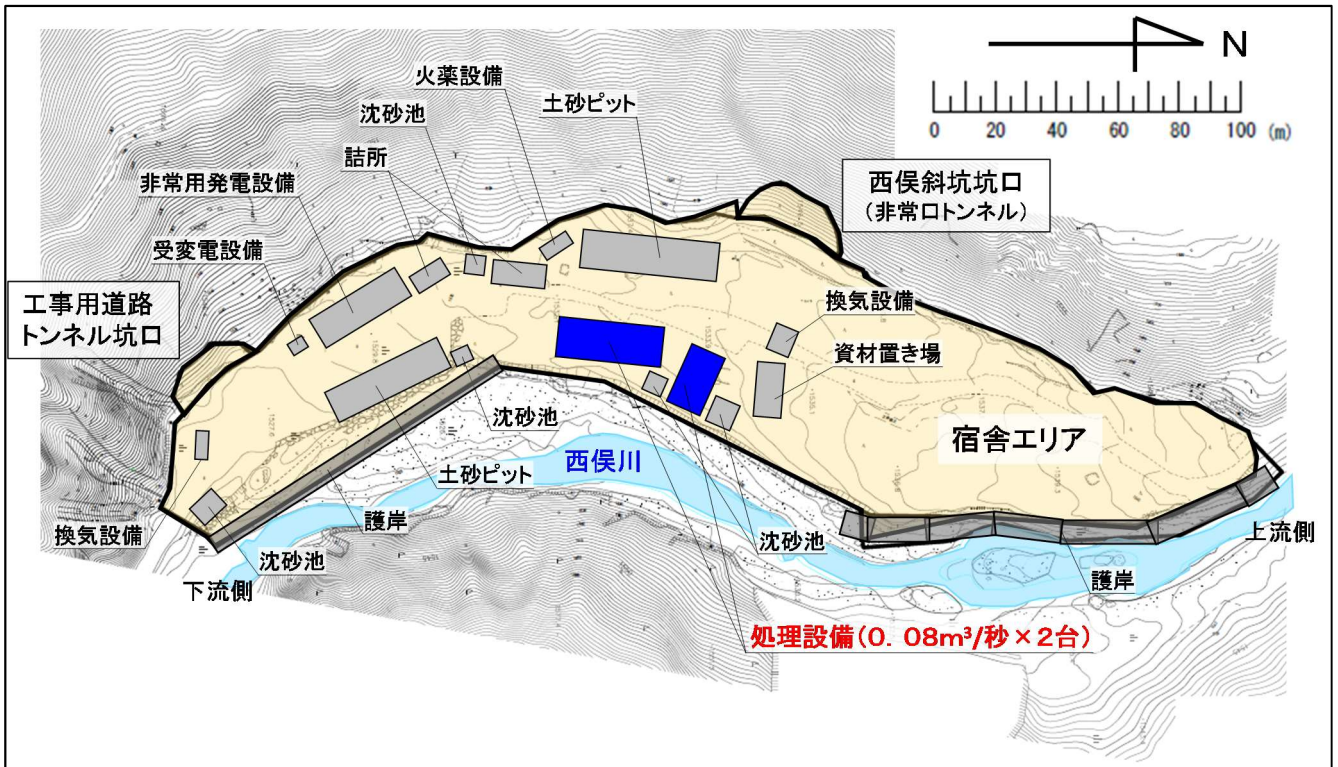 N
0 20 40 60 80 100 (m)
火薬設備
沈砂池
土砂ピット
詰所
非常用発電設備
西俣斜坑坑口
（非常口トンネル）
受変電設備
工事用道路
トンネル坑口
換気設備
資材置き場
沈砂池
宿舎エリア
西俣川
土砂ピット
換気設備
護岸
沈砂池
上流側
沈砂池
護岸
下流側
処理設備（0. 08m³/秒×2台）